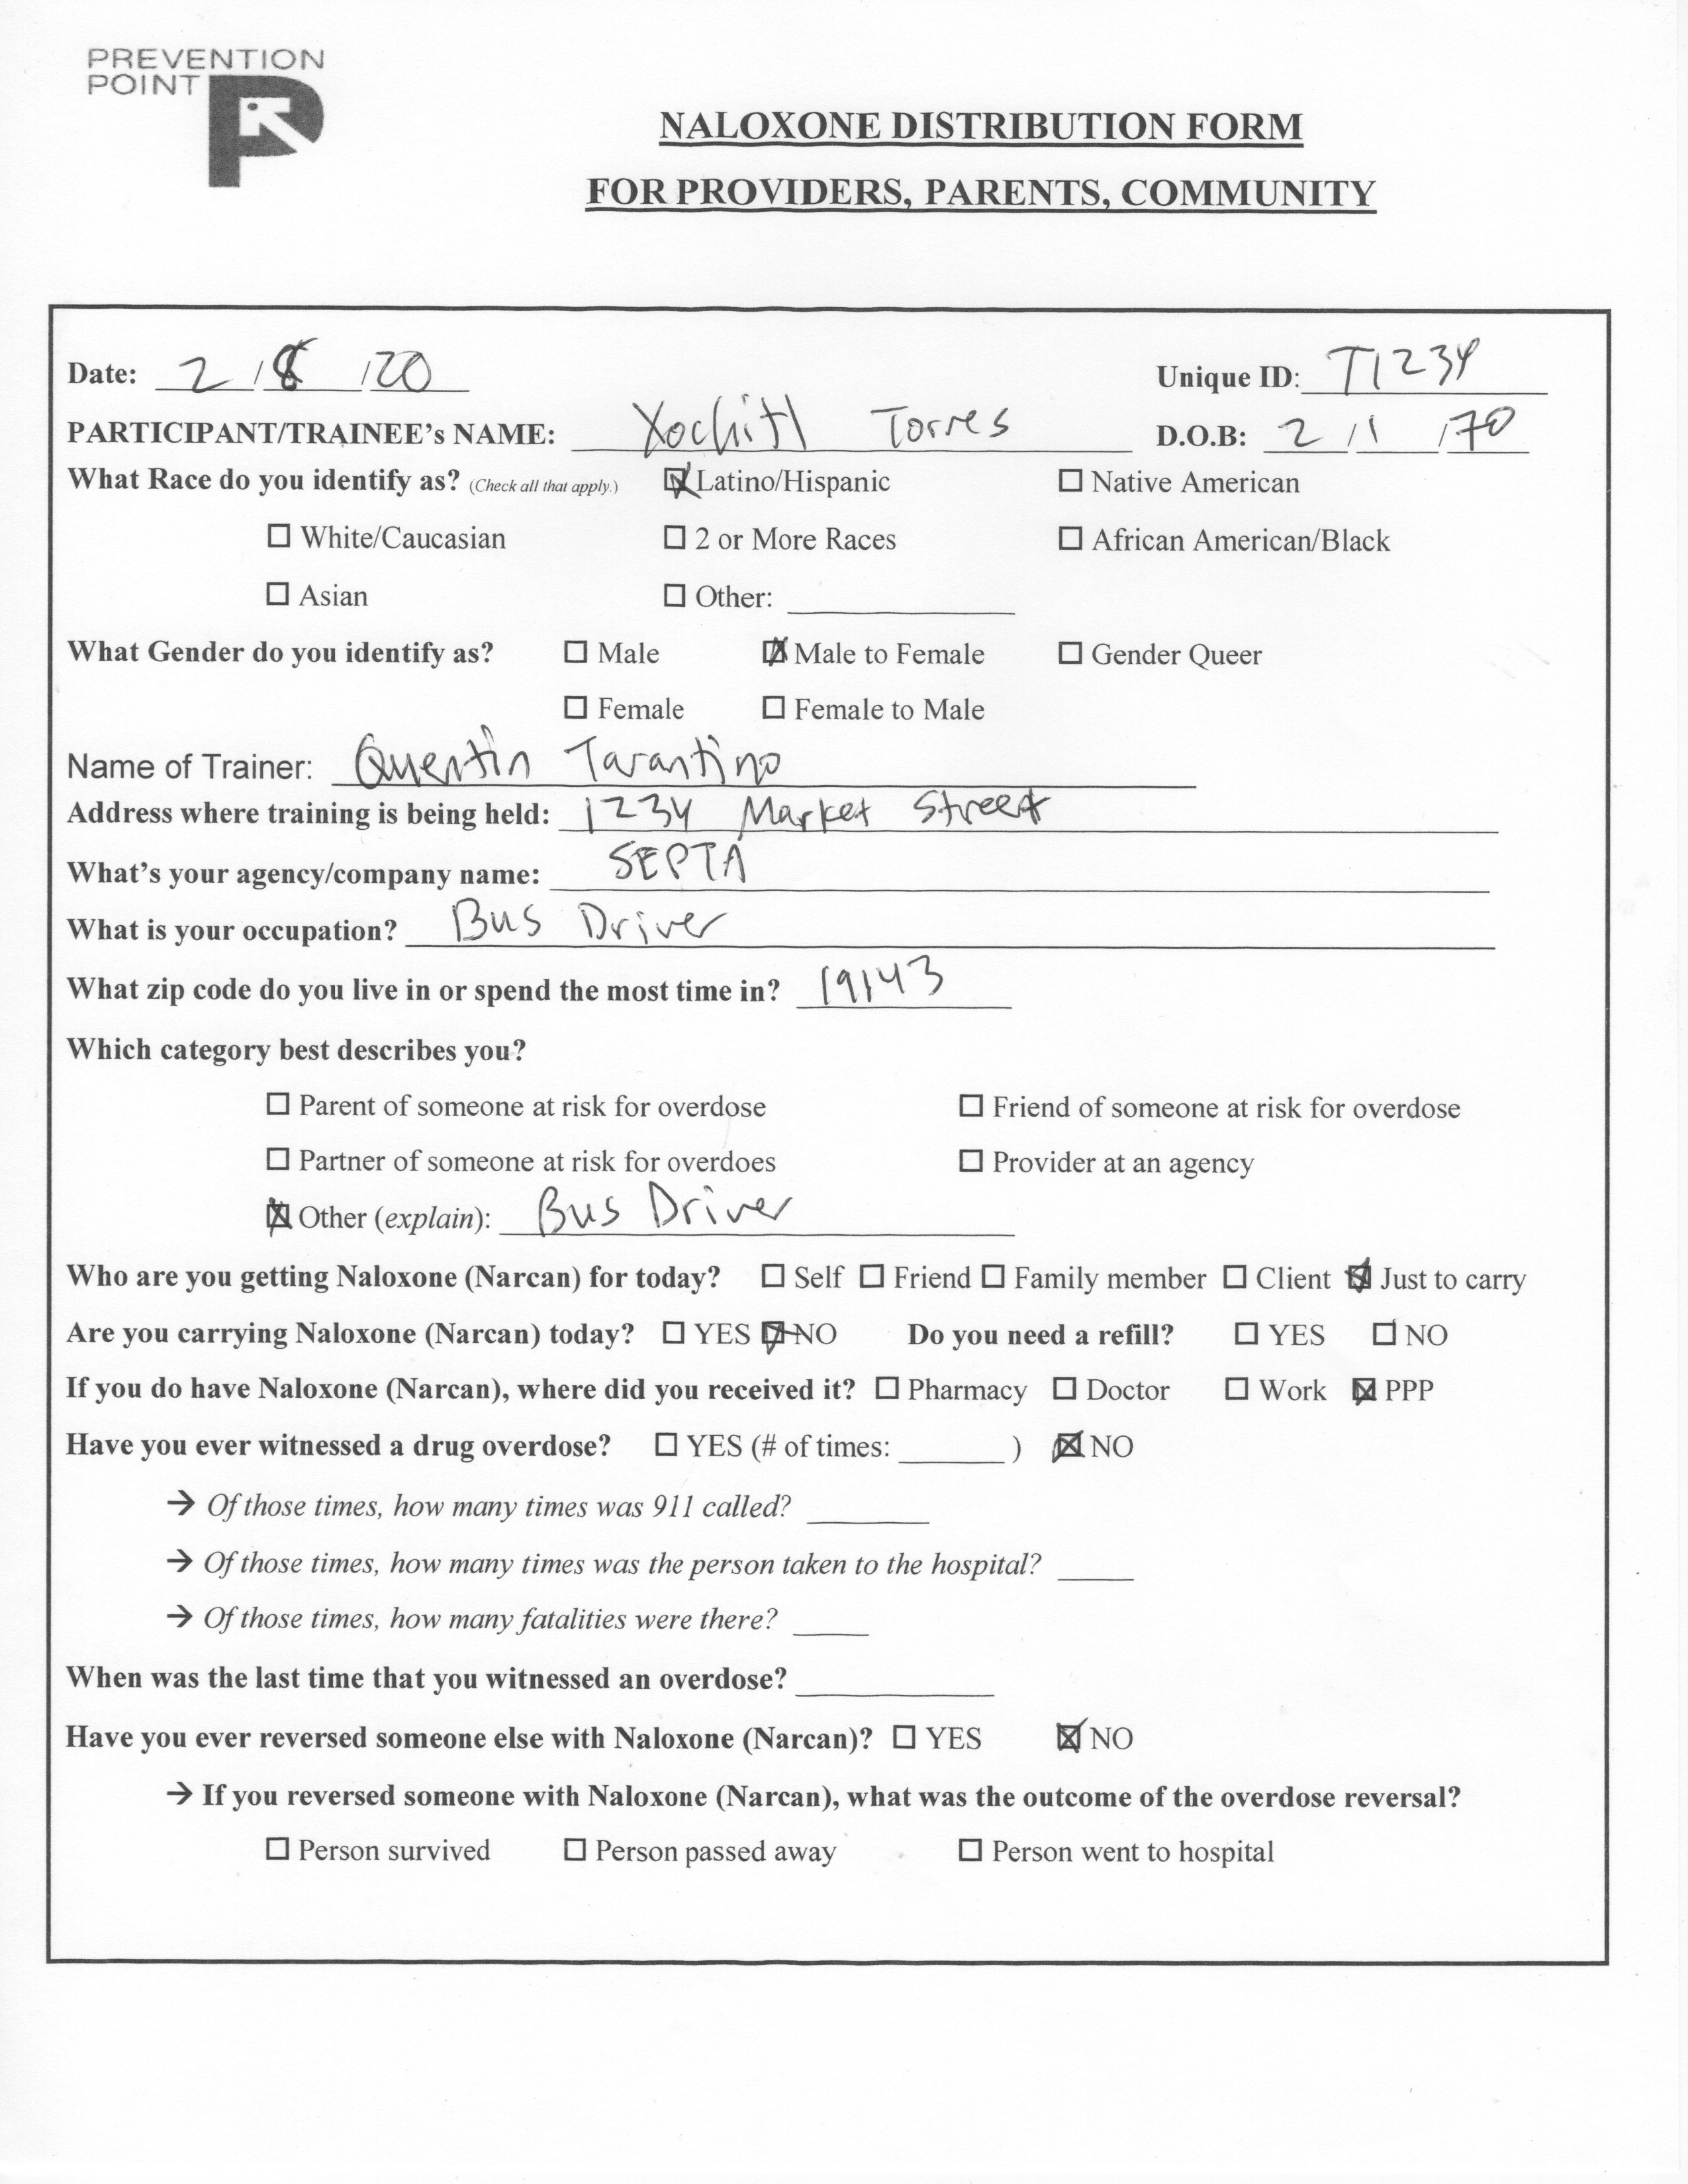 PREVENTION
POINT
NALOXONE DISTRIBUTION FORM
FOR PROVIDERS, PARENTS, COMMUNITY
Date: 2/8/20 Unique ID: T1234
PARTICIPANT/TRAINEE's NAME: Xochitl Torres D.O.B: 2/1/70
What Race do you identify as? (Check all that apply.) ☒ Latino/Hispanic ☐ Native American
☐ White/Caucasian ☐ 2 or More Races ☐ African American/Black
☐ Asian ☐ Other:
What Gender do you identify as? ☐ Male ☒ Male to Female ☐ Gender Queer
☐ Female ☐ Female to Male
Name of Trainer: Quentin Tarantino
Address where training is being held: 1234 Market Street
What's your agency/company name: SEPTA
What is your occupation? Bus Driver
What zip code do you live in or spend the most time in? 19143
Which category best describes you?
☐ Parent of someone at risk for overdose ☐ Friend of someone at risk for overdose
☐ Partner of someone at risk for overdoes ☐ Provider at an agency
☒ Other (explain): Bus Driver
Who are you getting Naloxone (Narcan) for today? ☐ Self ☐ Friend ☐ Family member ☐ Client ☒ Just to carry
Are you carrying Naloxone (Narcan) today? ☐ YES ☒ NO Do you need a refill? ☐ YES ☐ NO
If you do have Naloxone (Narcan), where did you received it? ☐ Pharmacy ☐ Doctor ☐ Work ☒ PPP
Have you ever witnessed a drug overdose? ☐ YES (# of times: ______ ) ☒ NO
→ Of those times, how many times was 911 called?
→ Of those times, how many times was the person taken to the hospital?
→ Of those times, how many fatalities were there?
When was the last time that you witnessed an overdose?
Have you ever reversed someone else with Naloxone (Narcan)? ☐ YES ☒ NO
→ If you reversed someone with Naloxone (Narcan), what was the outcome of the overdose reversal?
☐ Person survived ☐ Person passed away ☐ Person went to hospital